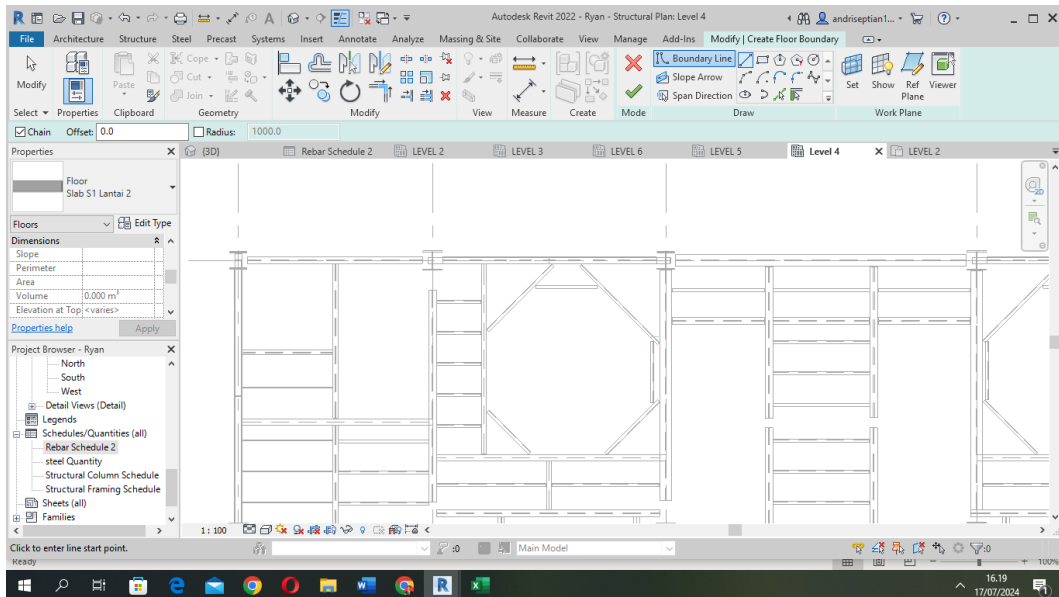 Autodesk Revit 2022 - Ryan - Structural Plan: Level 4
andriseptian1...
File Architecture Structure Steel Precast Systems Insert Annotate Analyze Massing & Site Collaborate View Manage Add-Ins Modify | Create Floor Boundary
Modify Paste Cope Cut Join Boundary Line Slope Arrow Span Direction Set Show Ref Plane Viewer
Select Properties Clipboard Geometry Modify View Measure Create Mode Draw Work Plane
Chain Offset: 0.0 Radius: 1000.0
Properties {3D} Rebar Schedule 2 LEVEL 2 LEVEL 3 LEVEL 6 LEVEL 5 Level 4 LEVEL 2
Floor
Slab S1 Lantai 2
Floors Edit Type
Dimensions
Slope
Perimeter
Area
Volume 0.000 m³
Elevation at Top <varies>
Properties help Apply
Project Browser - Ryan
North
South
West
Detail Views (Detail)
Legends
Schedules/Quantities (all)
Rebar Schedule 2
steel Quantity
Structural Column Schedule
Structural Framing Schedule
Sheets (all)
Families
2D
1 : 100
Click to enter line start point. :0 Main Model :0
Ready 100%
16.19
17/07/2024